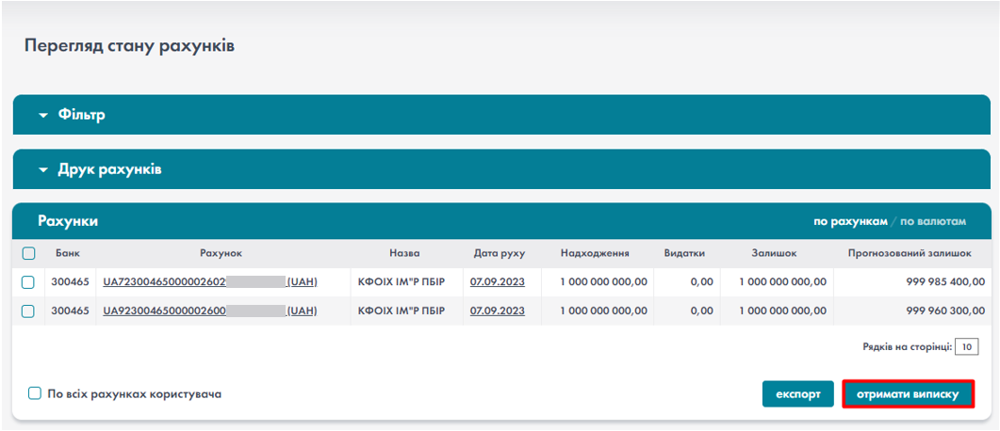 Перегляд стану рахунків
Фільтр
Друк рахунків
Рахунки по рахункам / по валютам
Банк Рахунок Назва Дата руху Надходження Видатки Залишок Прогнозований залишок
300465 UA72300465000002602 (UAH) КФОІХ ІМ"Р ПБІР 07.09.2023 1 000 000 000,00 0,00 1 000 000 000,00 999 985 400,00
300465 UA92300465000002600 (UAH) КФОІХ ІМ"Р ПБІР 07.09.2023 1 000 000 000,00 0,00 1 000 000 000,00 999 960 300,00
Рядків на сторінці: 10
По всіх рахунках користувача експорт отримати виписку